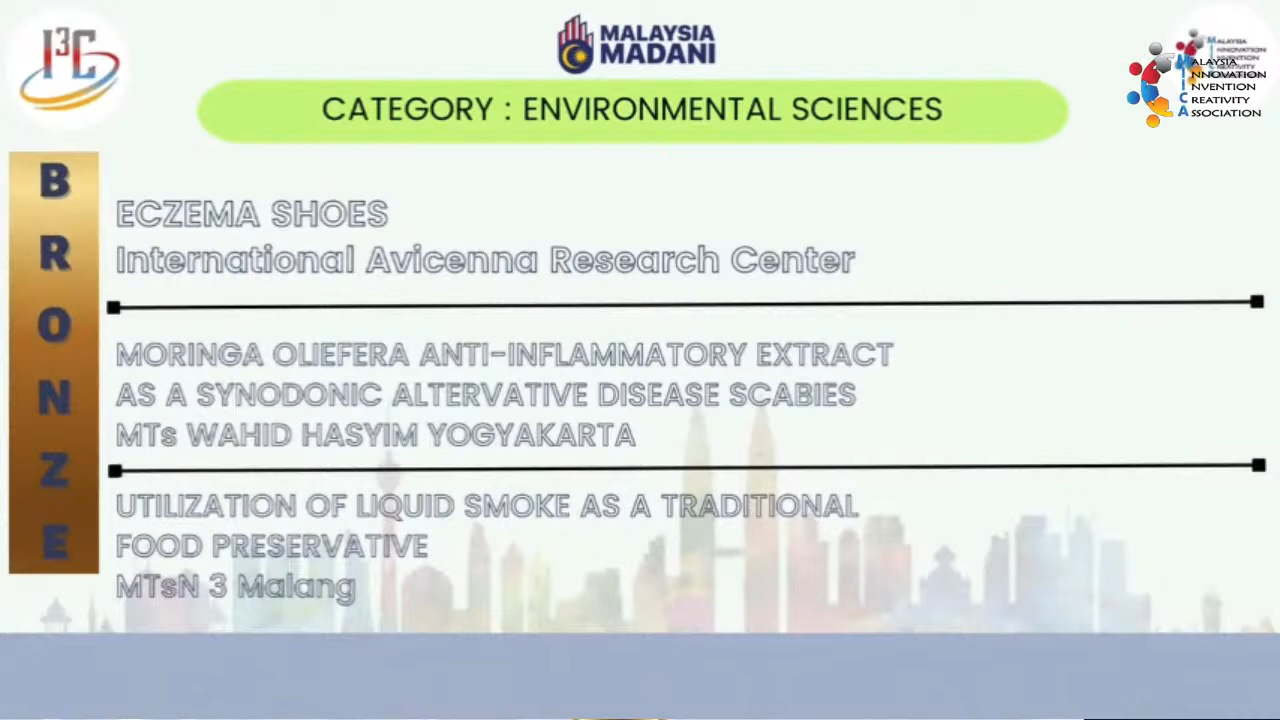 I3C
MALAYSIA
MADANI
MALAYSIA
INNOVATION
INVENTION
CREATIVITY
ASSOCIATION
CATEGORY : ENVIRONMENTAL SCIENCES
BRONZE
ECZEMA SHOES
International Avicenna Research Center
MORINGA OLIEFERA ANTI-INFLAMMATORY EXTRACT
AS A SYNODONIC ALTERVATIVE DISEASE SCABIES
MTs WAHID HASYIM YOGYAKARTA
UTILIZATION OF LIQUID SMOKE AS A TRADITIONAL
FOOD PRESERVATIVE
MTsN 3 Malang